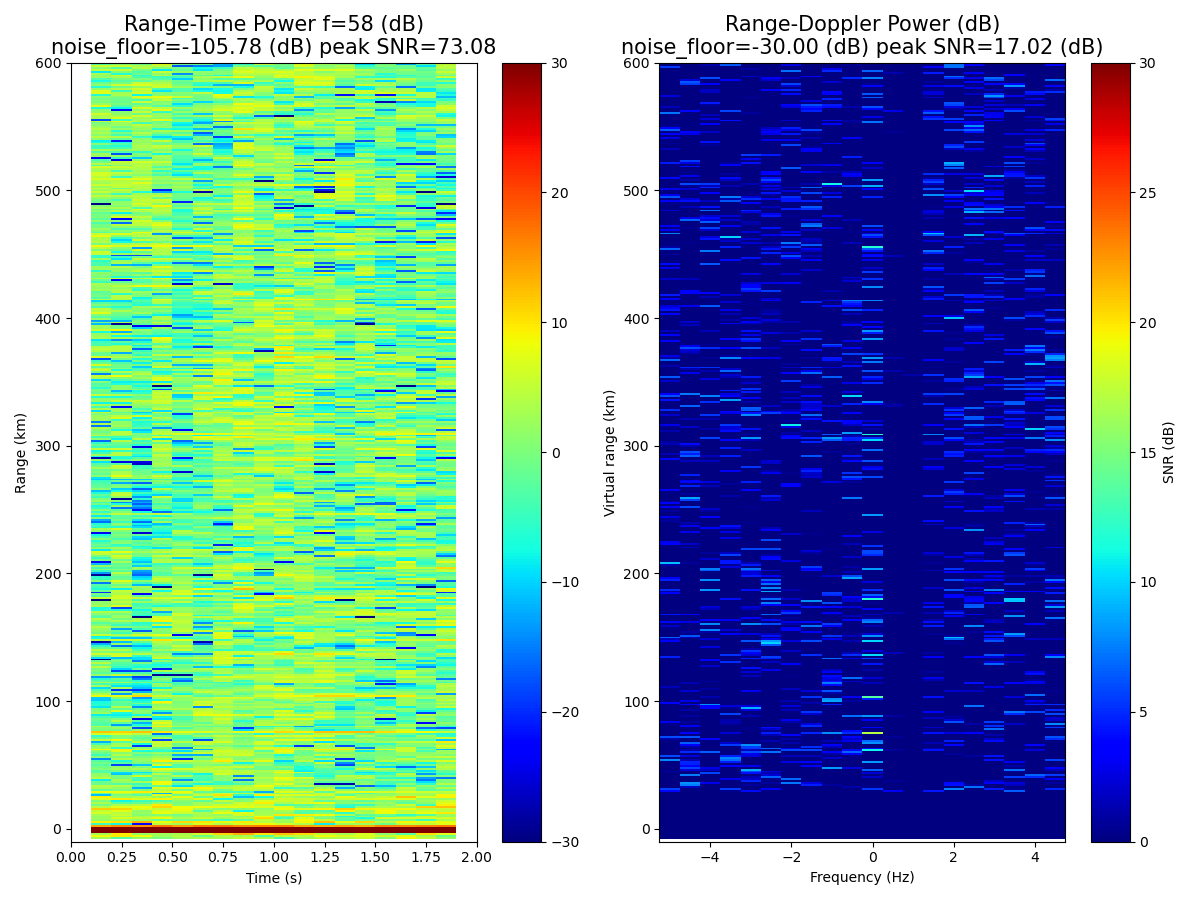 Range-Time Power f=58 (dB)
noise_floor=-105.78 (dB) peak SNR=73.08
600
500
400
300
200
100
0
Range (km)
0.00 0.25 0.50 0.75 1.00 1.25 1.50 1.75 2.00
Time (s)
30
20
10
0
−10
−20
−30
Range-Doppler Power (dB)
noise_floor=-30.00 (dB) peak SNR=17.02 (dB)
600
500
400
300
200
100
0
Virtual range (km)
−4 −2 0 2 4
Frequency (Hz)
30
25
20
15
10
5
0
SNR (dB)